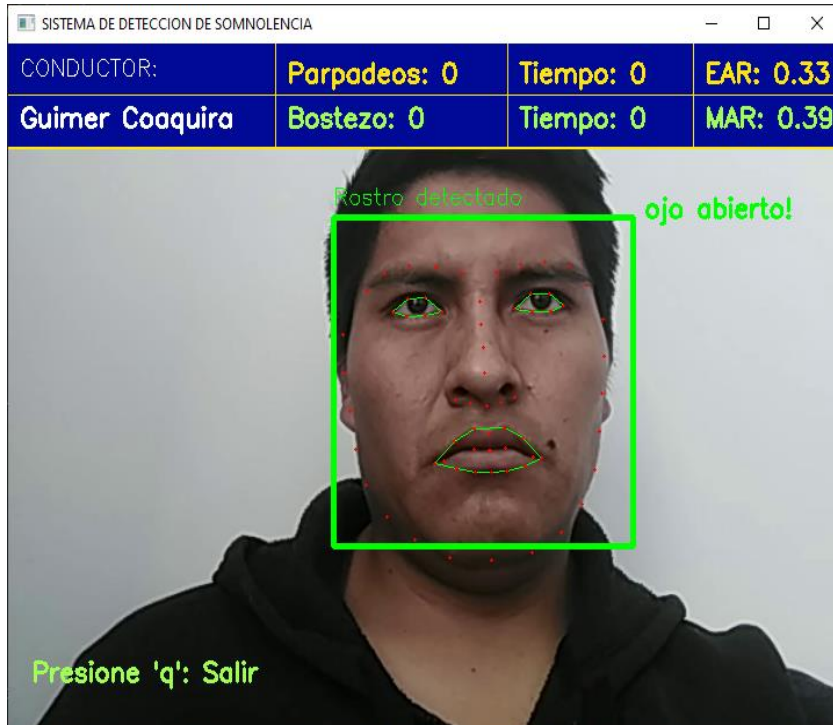 SISTEMA DE DETECCION DE SOMNOLENCIA
CONDUCTOR: Parpadeos: 0 Tiempo: 0 EAR: 0.33
Guimer Coaquira Bostezo: 0 Tiempo: 0 MAR: 0.39
Rostro detectado
ojo abierto!
Presione 'q': Salir